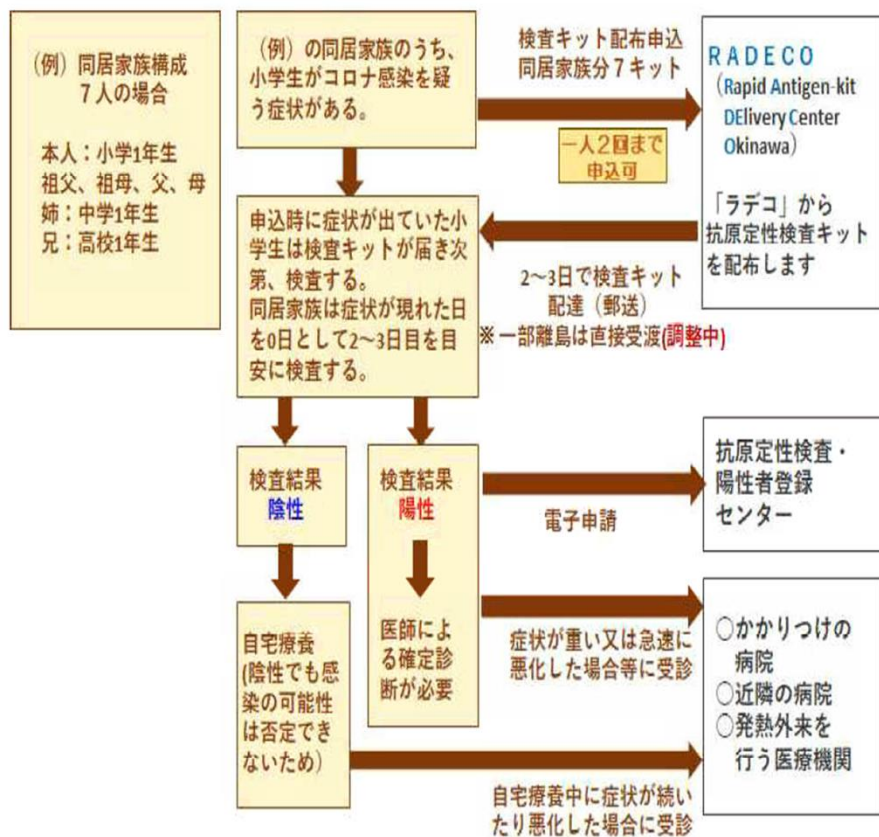 (例)同居家族構成
7人の場合
本人:小学1年生
祖父、祖母、父、母
姉:中学1年生
兄:高校1年生
(例)の同居家族のうち、
小学生がコロナ感染を疑
う症状がある。
検査キット配布申込
同居家族分7キット
一人2回まで
申込可
RADECO
(Rapid Antigen-kit
DElivery Center
Okinawa)
「ラデコ」から
抗原定性検査キット
を配布します
申込時に症状が出ていた小
学生は検査キットが届き次
第、検査する。
同居家族は症状が現れた日
を0日として2~3日目を目
安に検査する。
2~3日で検査キット
配達(郵送)
※一部離島は直接受渡(調整中)
検査結果
陰性
検査結果
陽性
電子申請
抗原定性検査・
陽性者登録
センター
自宅療養
(陰性でも感
染の可能性
は否定でき
ないため)
医師によ
る確定診
断が必要
症状が重い又は急速に
悪化した場合等に受診
○かかりつけの
病院
○近隣の病院
○発熱外来を
行う医療機関
自宅療養中に症状が続い
たり悪化した場合に受診